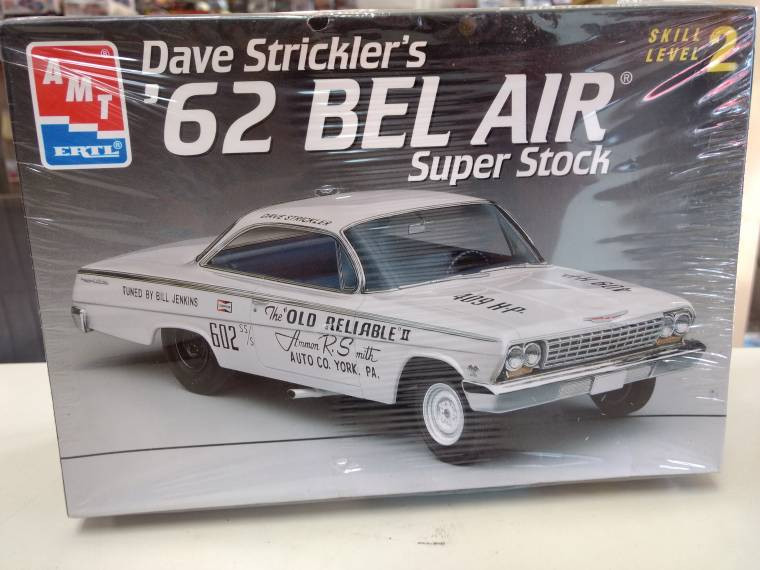 AMT
ERTL®
Dave Strickler's
'62 BEL AIR®
Super Stock
SKILL
LEVEL 2
DAVE STRICKLER
TUNED BY BILL JENKINS
602 SS/S
The "OLD RELIABLE" II
Ammon R. Smith
AUTO CO. YORK, PA.
409 H.P.